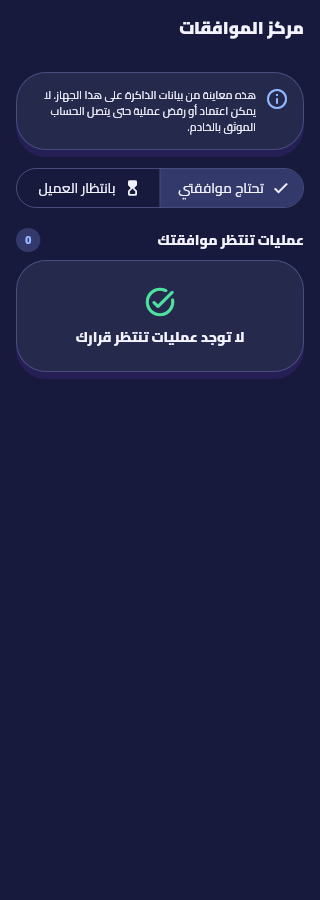 مركز الموافقات
هذه معاينة من بيانات الذاكرة على هذا الجهاز. لا
يمكن اعتماد أو رفض عملية حتى يتصل الحساب
الموثق بالخادم.
تحتاج موافقتي
بانتظار العميل
عمليات تنتظر موافقتك
0
لا توجد عمليات تنتظر قرارك